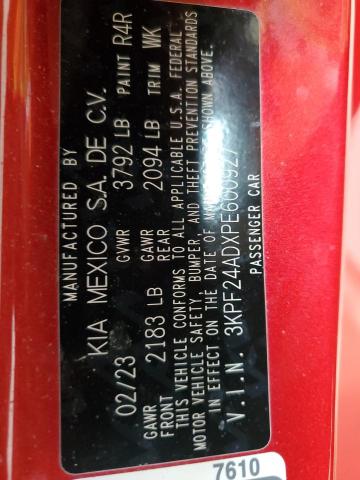 MANUFACTURED BY
KIA MEXICO S.A. DE C.V.
02/23 GVWR 3792 LB PAINT R4R
GAWR FRONT 2183 LB GAWR REAR 2094 LB TRIM WK
THIS VEHICLE CONFORMS TO ALL APPLICABLE U.S.A. FEDERAL
MOTOR VEHICLE SAFETY, BUMPER, AND THEFT PREVENTION STANDARDS
IN EFFECT ON THE DATE OF SHOWN ABOVE.
V.I.N. 3KPF24ADXPE600927
PASSENGER CAR
7610